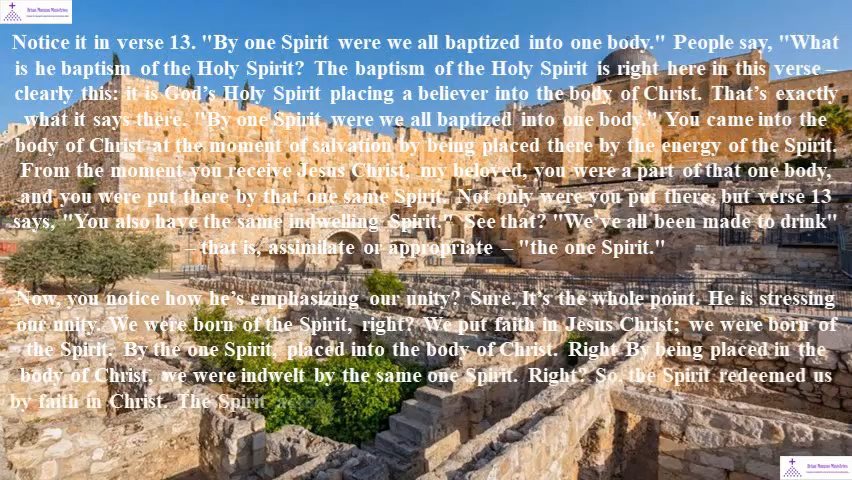 Notice it in verse 13. "By one Spirit were we all baptized into one body." People say, "What
is he baptism of the Holy Spirit? The baptism of the Holy Spirit is right here in this verse –
clearly this: it is God's Holy Spirit placing a believer into the body of Christ. That's exactly
what it says there. "By one Spirit were we all baptized into one body." You came into the
body of Christ at the moment of salvation by being placed there by the energy of the Spirit.
From the moment you receive Jesus Christ, my beloved, you were a part of that one body,
and you were put there by that one same Spirit. Not only were you put there, but verse 13
says, "You also have the same indwelling Spirit." See that? "We've all been made to drink"
– that is, assimilate or appropriate – "the one Spirit."
Now, you notice how he's emphasizing our unity? Sure. It's the whole point. He is stressing
our unity. We were born of the Spirit, right? We put faith in Jesus Christ; we were born of
the Spirit. By the one Spirit, placed into the body of Christ. Right. By being placed in the
body of Christ, we were indwelt by the same one Spirit. Right? So, the Spirit redeemed us
by faith in Christ. The Spirit